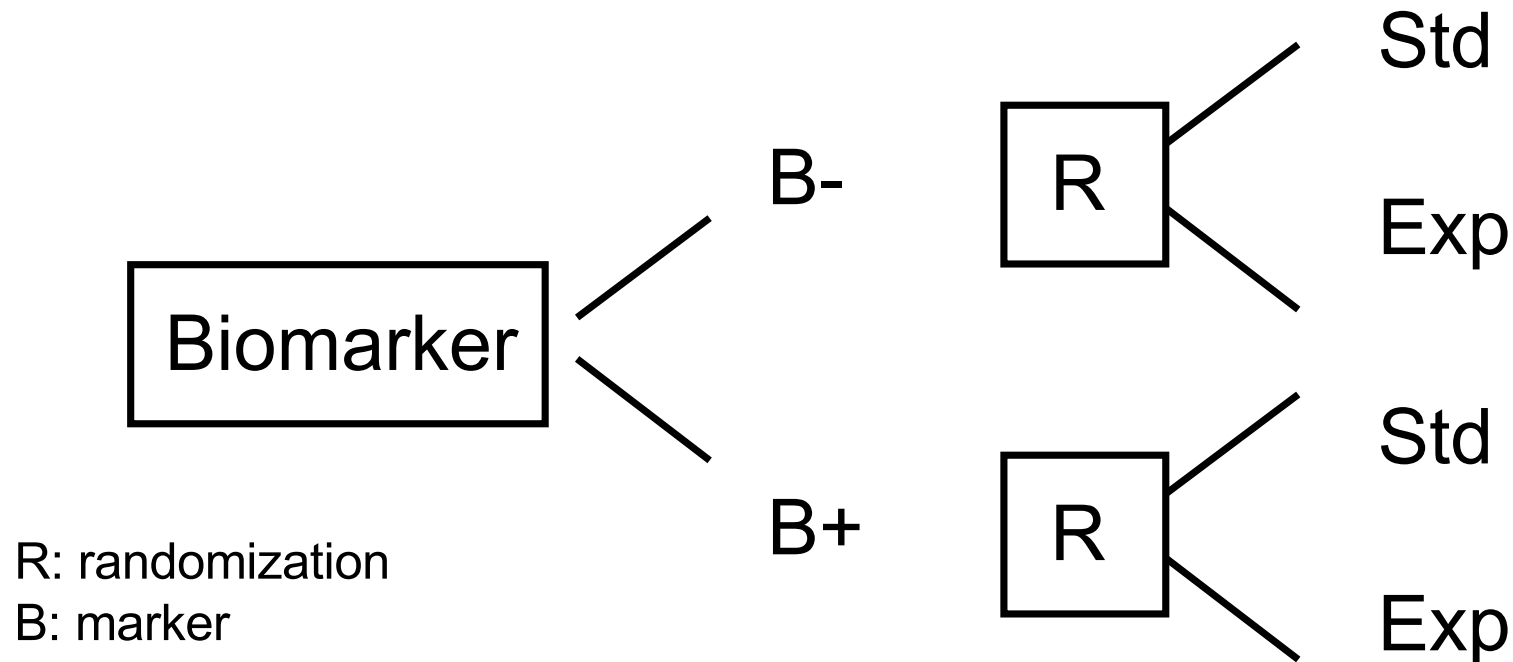 Std
B-
R
Exp
Biomarker
Std
B+
R
Exp
R: randomization
B: marker